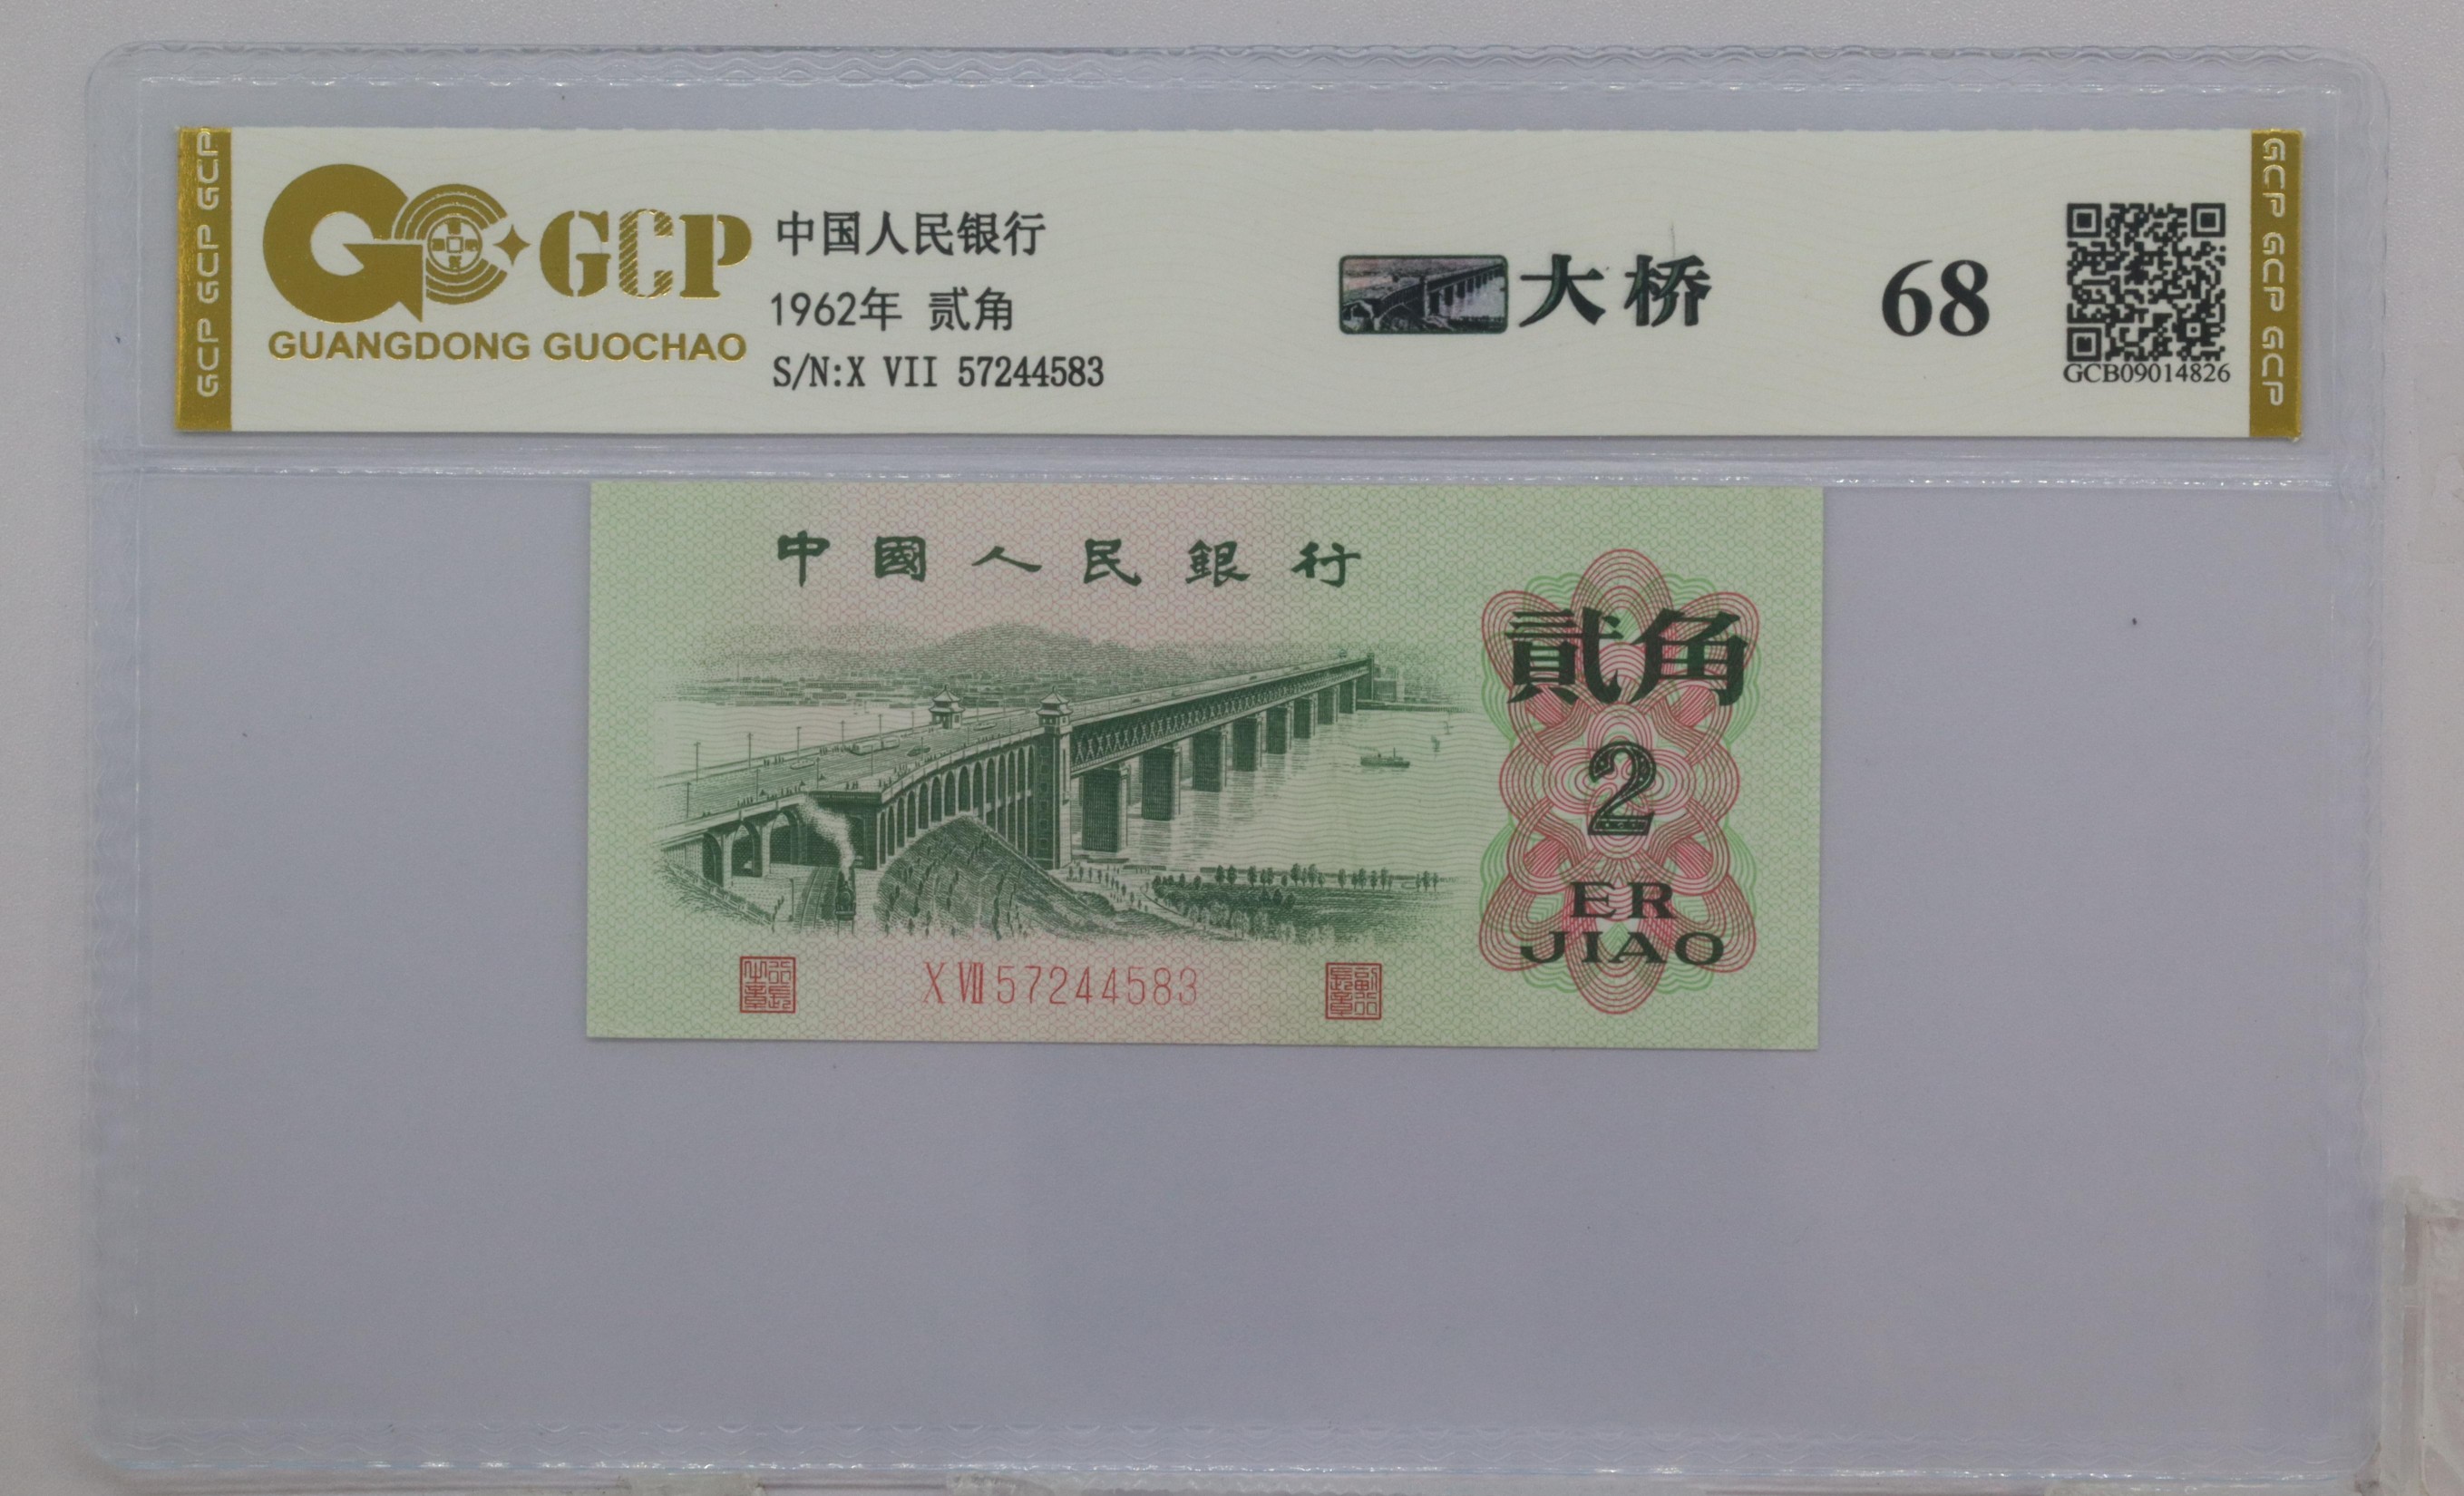 GCP GCP GCP
GCP
GUANGDONG GUOCHAO
中国人民银行
1962年 贰角
S/N:X VII 57244583
大桥
68
GCB09014826
GCP GCP GCP
中國人民銀行
貳角
2
ER
JIAO
X VII 57244583